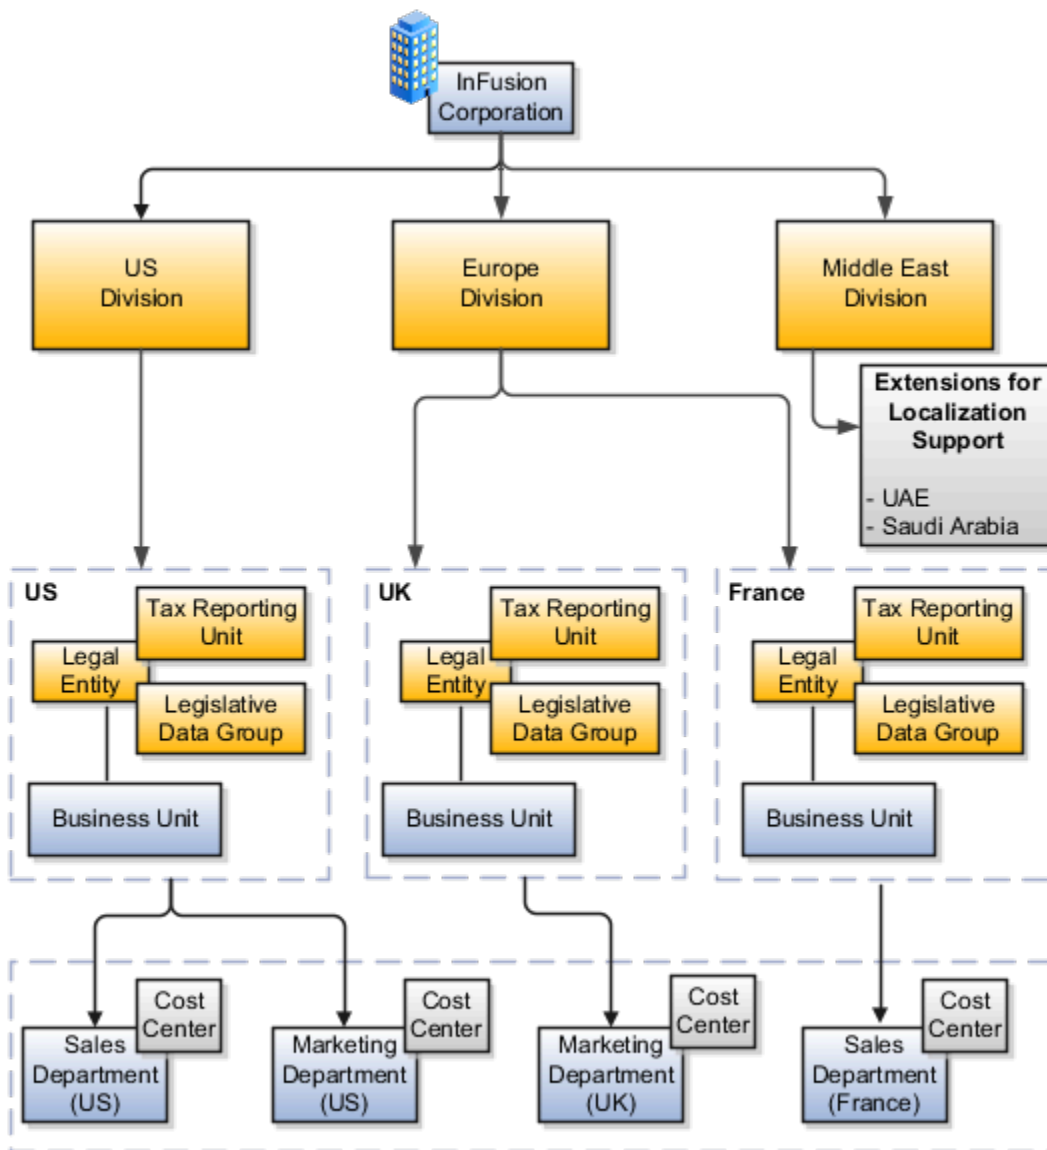 InFusion
Corporation
US
Division
Europe
Division
Middle East
Division
Extensions for
Localization
Support
- UAE
- Saudi Arabia
US
Tax Reporting
Unit
Legal
Entity
Legislative
Data Group
Business Unit
UK
Tax Reporting
Unit
Legal
Entity
Legislative
Data Group
Business Unit
France
Tax Reporting
Unit
Legal
Entity
Legislative
Data Group
Business Unit
Cost
Center
Sales
Department
(US)
Cost
Center
Marketing
Department
(US)
Cost
Center
Marketing
Department
(UK)
Cost
Center
Sales
Department
(France)